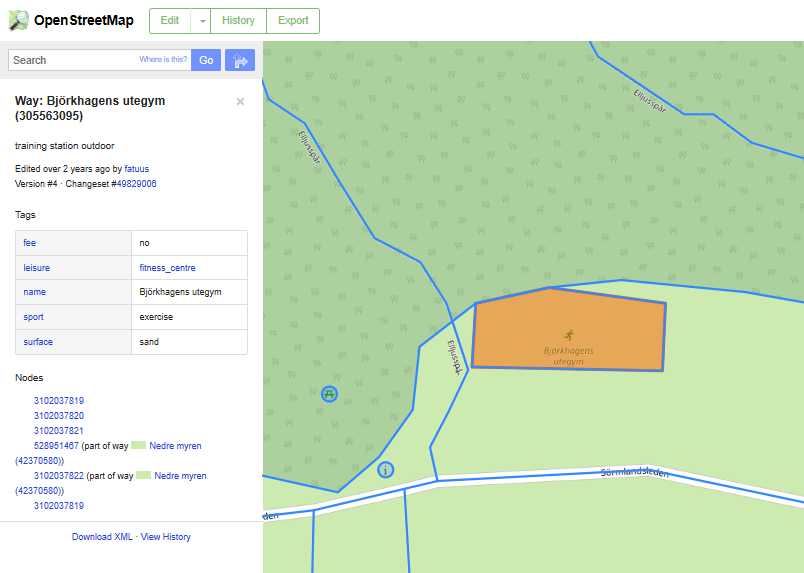 OpenStreetMap
Edit
History
Export
Search
Where is this?
Go
Way: Björkhagens utegym
(305563095)
×
training station outdoor
Edited over 2 years ago by fatuus
Version #4 · Changeset #49829006
Tags
fee no
leisure fitness_centre
name Björkhagens utegym
sport exercise
surface sand
Nodes
3102037819
3102037820
3102037821
528951467 (part of way Nedre myren
(42370580))
3102037822 (part of way Nedre myren
(42370580))
3102037819
Download XML · View History
Elljusspår
Elljusspår
Elljusspår
Björkhagens
utegym
i
Sörmlandsleden
den